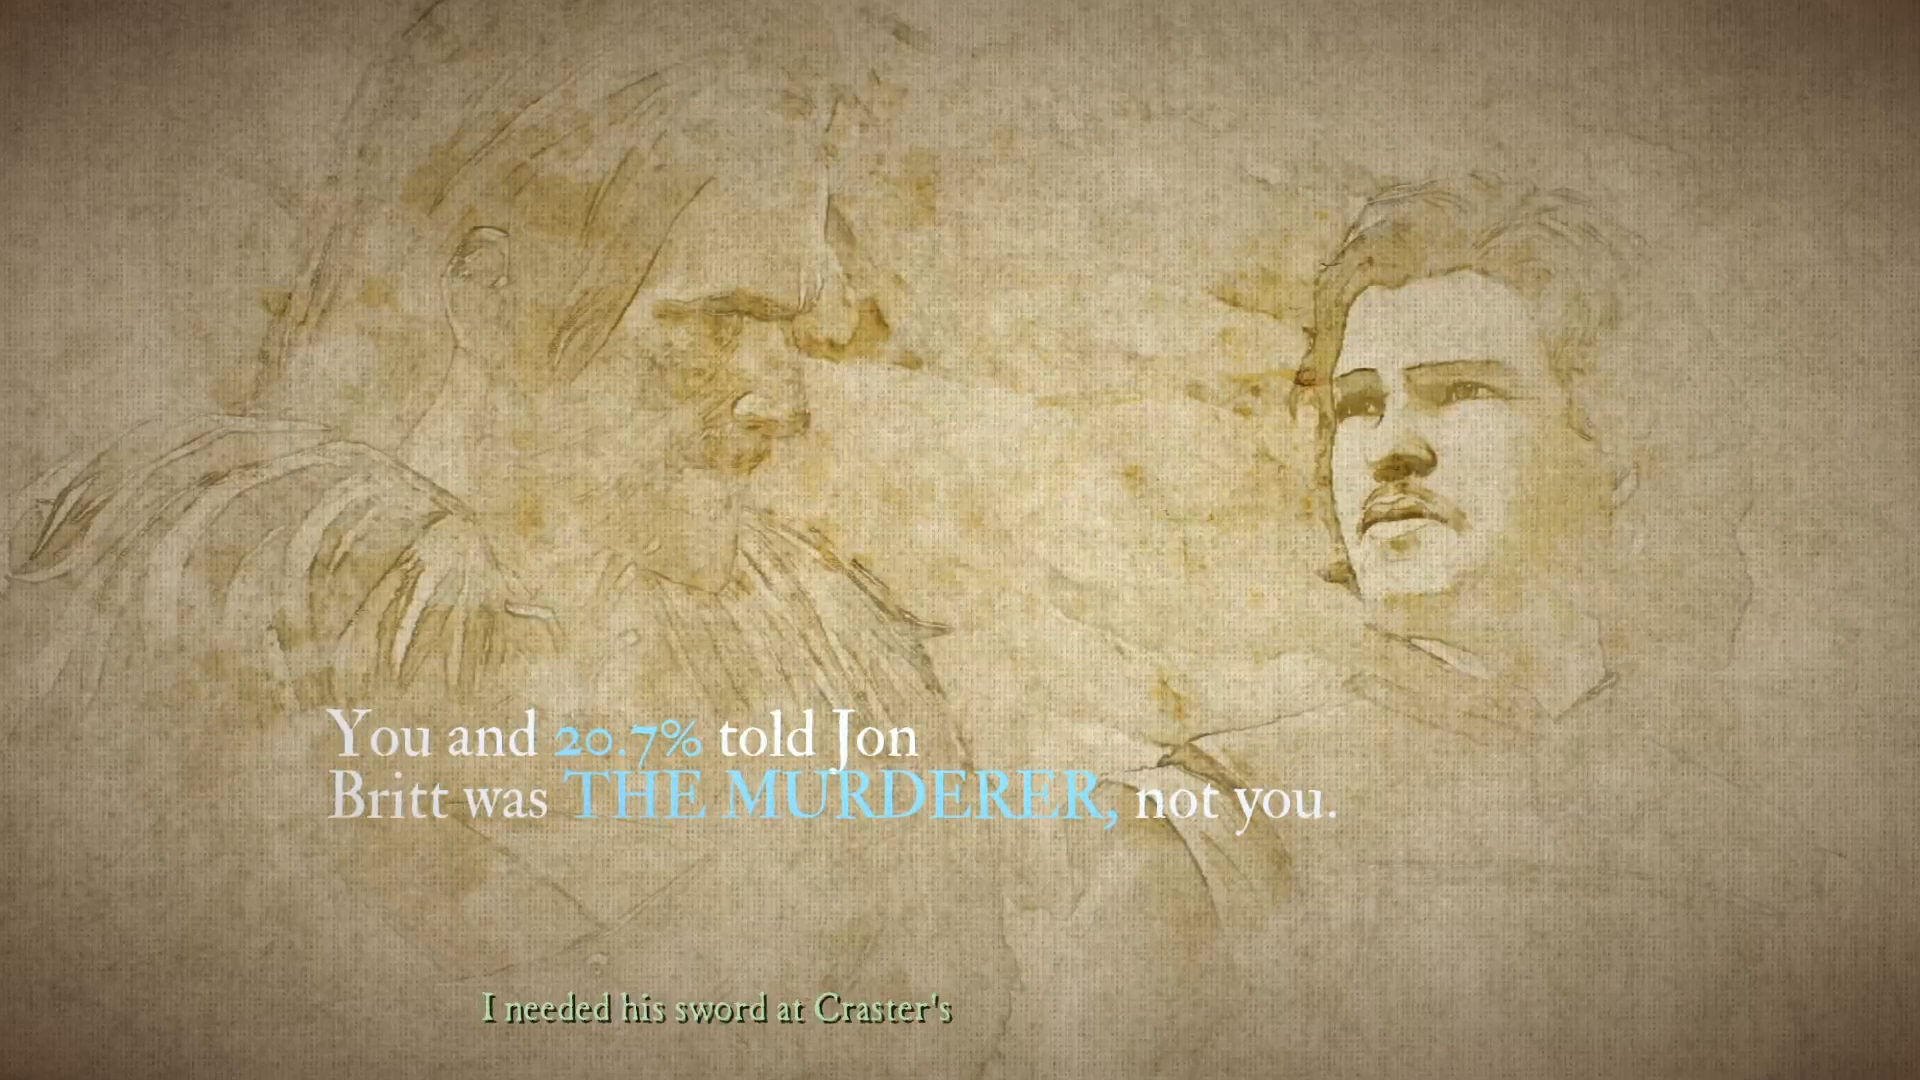 You and 20.7% told Jon
Britt was THE MURDERER, not you.
I needed his sword at Craster's